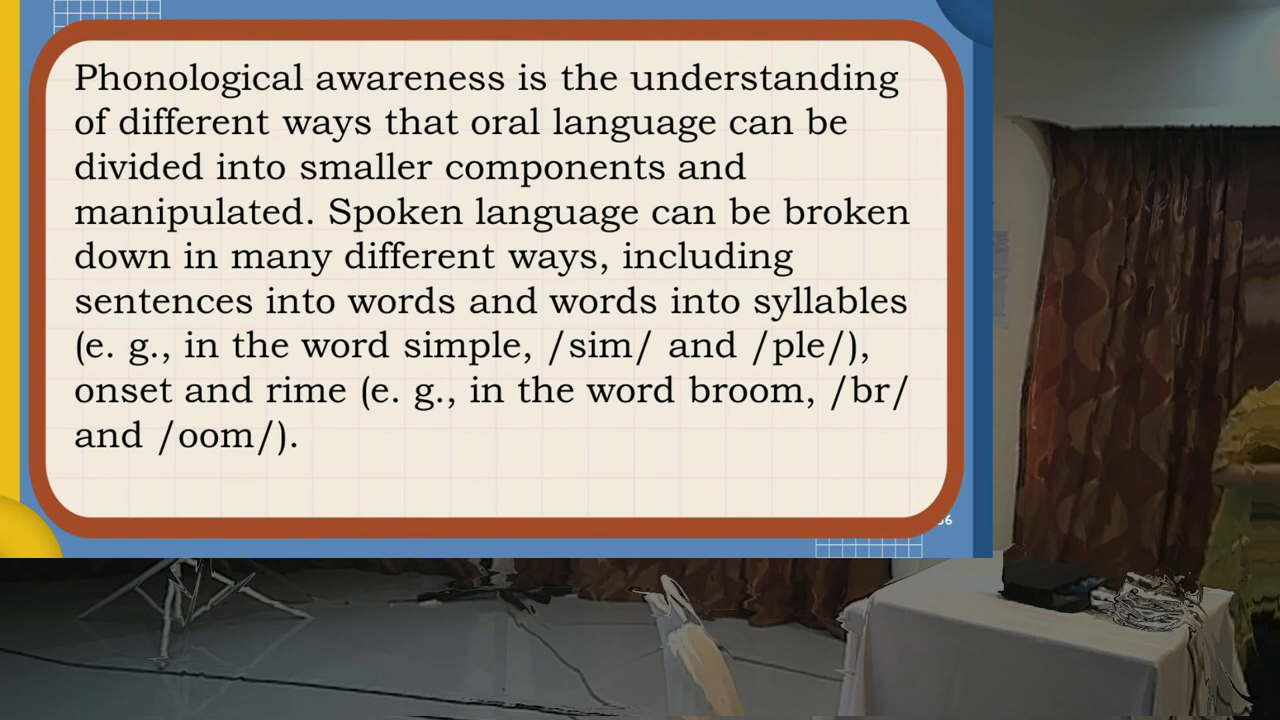 Phonological awareness is the understanding
of different ways that oral language can be
divided into smaller components and
manipulated. Spoken language can be broken
down in many different ways, including
sentences into words and words into syllables
(e. g., in the word simple, /sim/ and /ple/),
onset and rime (e. g., in the word broom, /br/
and /oom/).